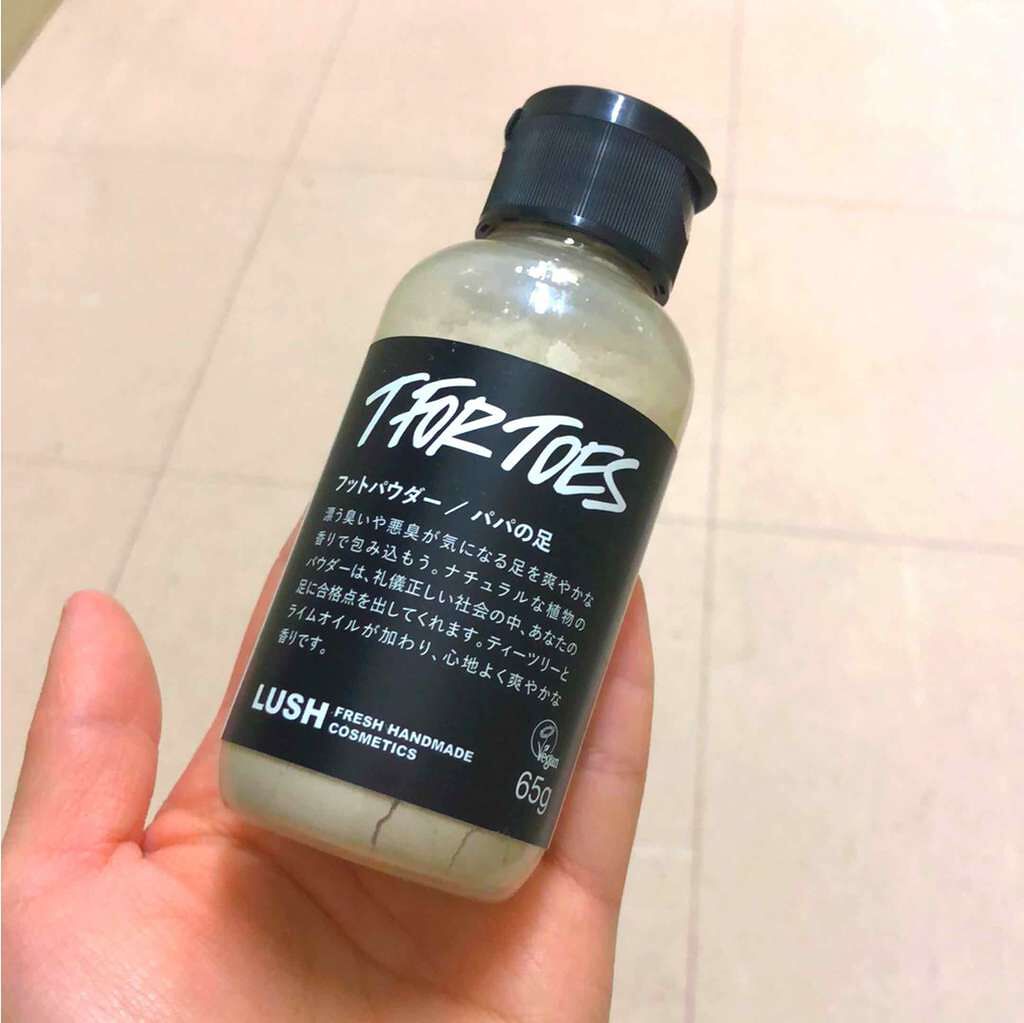 T FOR TOES
フットパウダー / パパの足
漂う臭いや悪臭が気になる足を爽やかな
香りで包み込もう。ナチュラルな植物の
パウダーは、礼儀正しい社会の中、あなたの
足に合格点を出してくれます。ティーツリーと
ライムオイルが加わり、心地よく爽やかな
香りです。
LUSH FRESH HANDMADE
COSMETICS
Vegan
65g